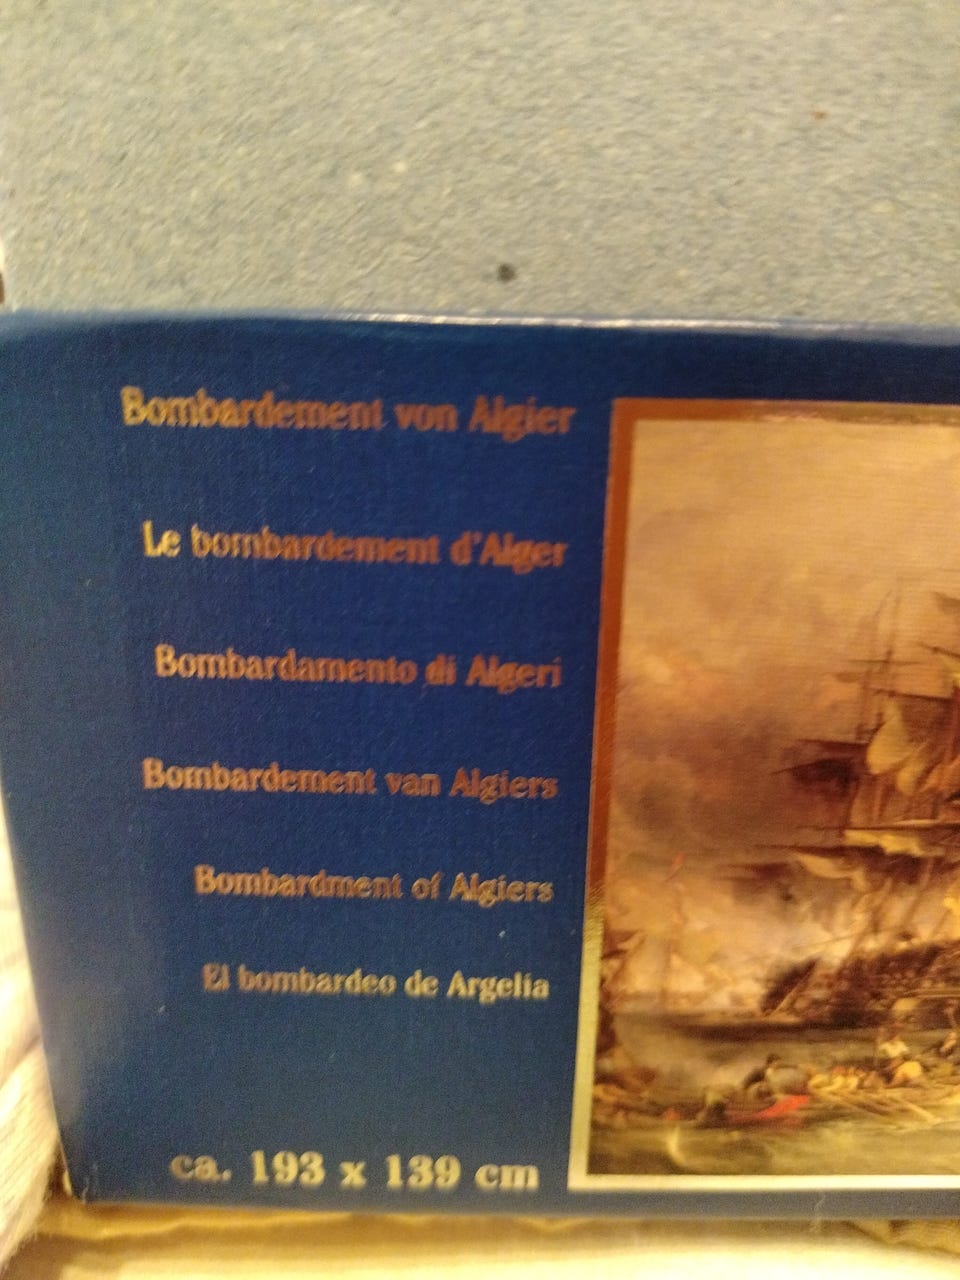 Bombardement von Algier
Le bombardement d'Alger
Bombardamento di Algeri
Bombardement van Algiers
Bombardment of Algiers
El bombardeo de Argelia
ca. 193 x 139 cm